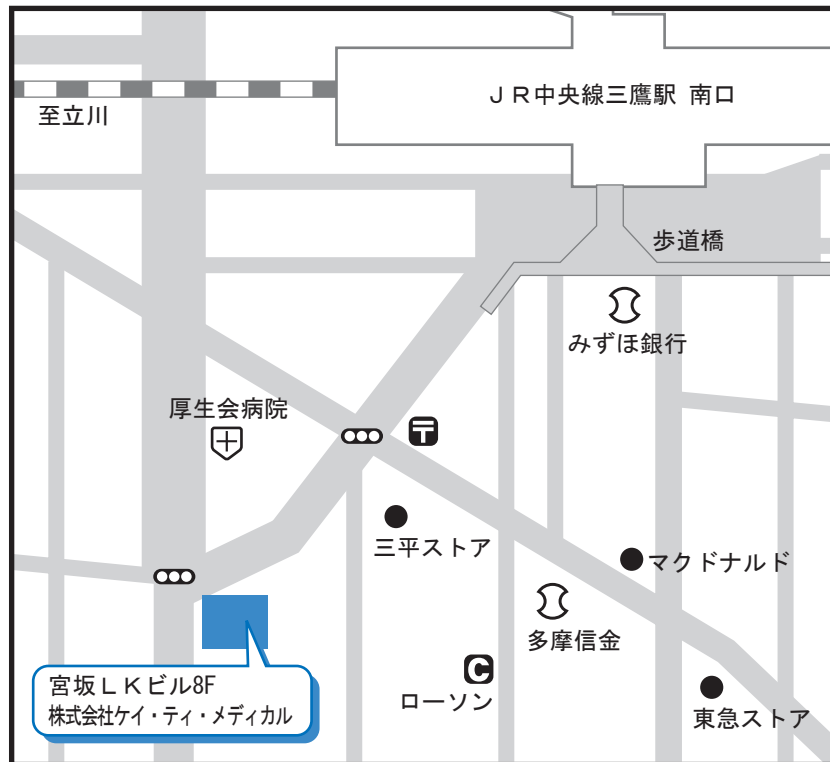 JR中央線三鷹駅 南口
至立川
歩道橋
みずほ銀行
厚生会病院
三平ストア
マクドナルド
多摩信金
宮坂LKビル8F
株式会社ケイ・ティ・メディカル
ローソン
東急ストア